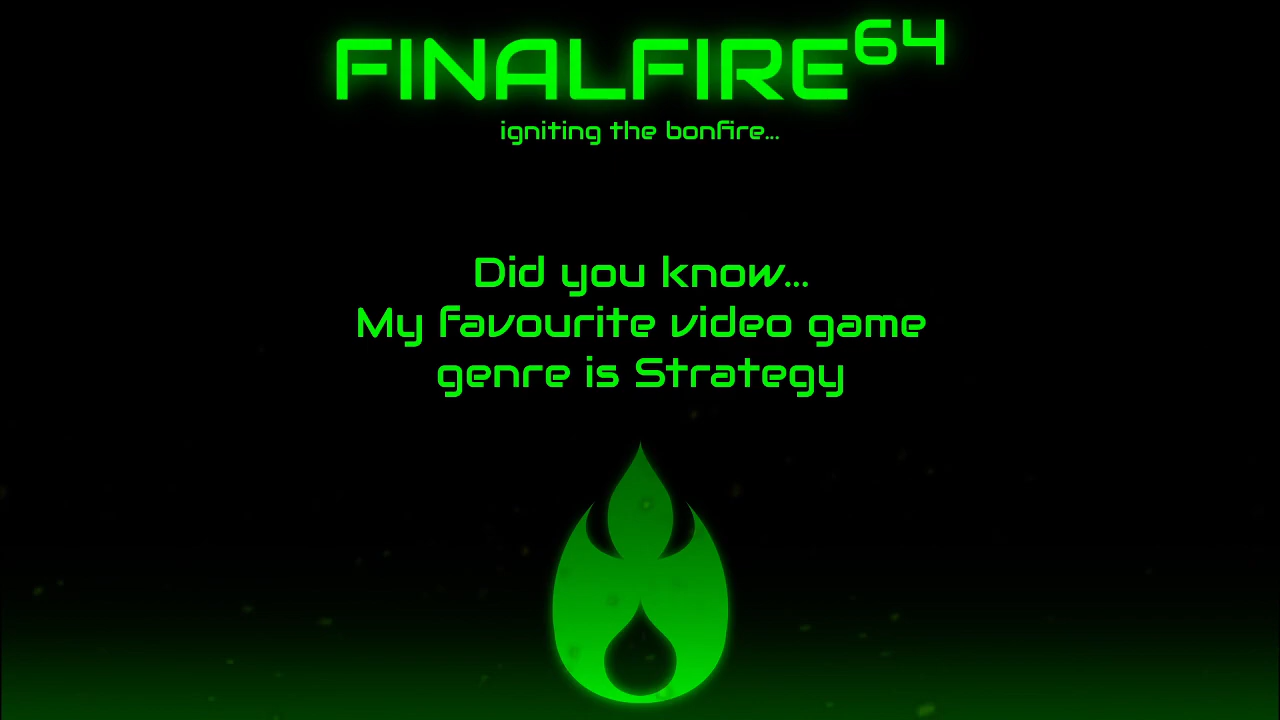 FINALFIRE64
igniting the bonfire...
Did you know...
My favourite video game
genre is Strategy